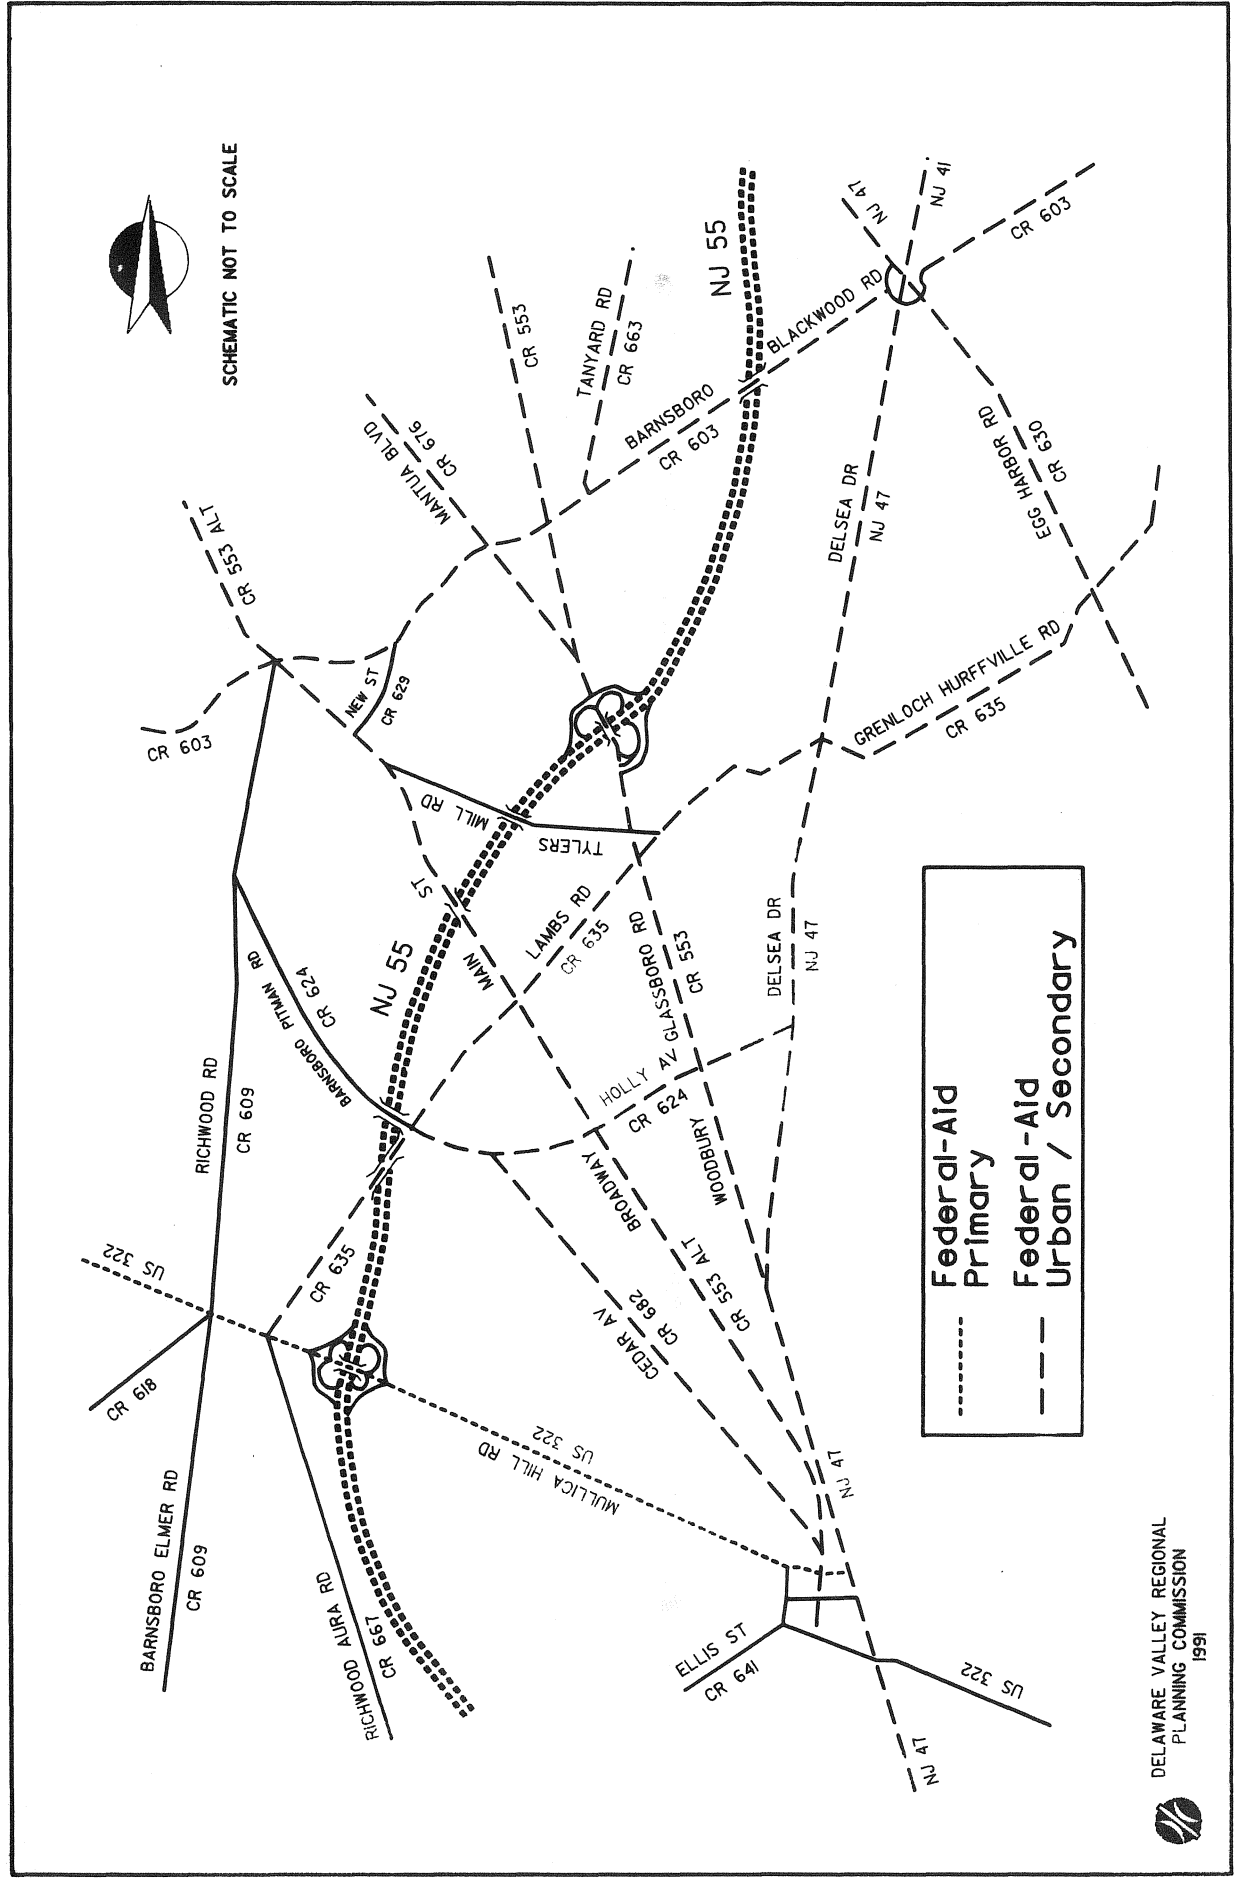 SCHEMATIC NOT TO SCALE
NJ 55
NJ 47
NJ 41
CR 603
CR 553
TANYARD RD
CR 663
BLACKWOOD RD
BARNSBORO
CR 603
MANTUA BLVD
CR 676
CR 553 ALT
DELSEA DR
NJ 47
EGG HARBOR RD
CR 630
GRENLOCH HURFFVILLE RD
CR 635
CR 603
NEW ST
CR 629
MILL RD
TYLERS
ST
MAIN
LAMBS RD
CR 635
NJ 55
BARNSBORO PITMAN RD
CR 624
RICHWOOD RD
CR 609
GLASSBORO RD
CR 553
DELSEA DR
NJ 47
HOLLY AV
CR 624
WOODBURY
BROADWAY
CR 553 ALT
CEDAR AV
CR 682
US 322
CR 635
CR 618
MULLICA HILL RD
US 322
BARNSBORO ELMER RD
CR 609
RICHWOOD AURA RD
CR 667
NJ 47
ELLIS ST
CR 641
US 322
NJ 47
Federal-Aid
Primary
Federal-Aid
Urban / Secondary
DELAWARE VALLEY REGIONAL
PLANNING COMMISSION
1991